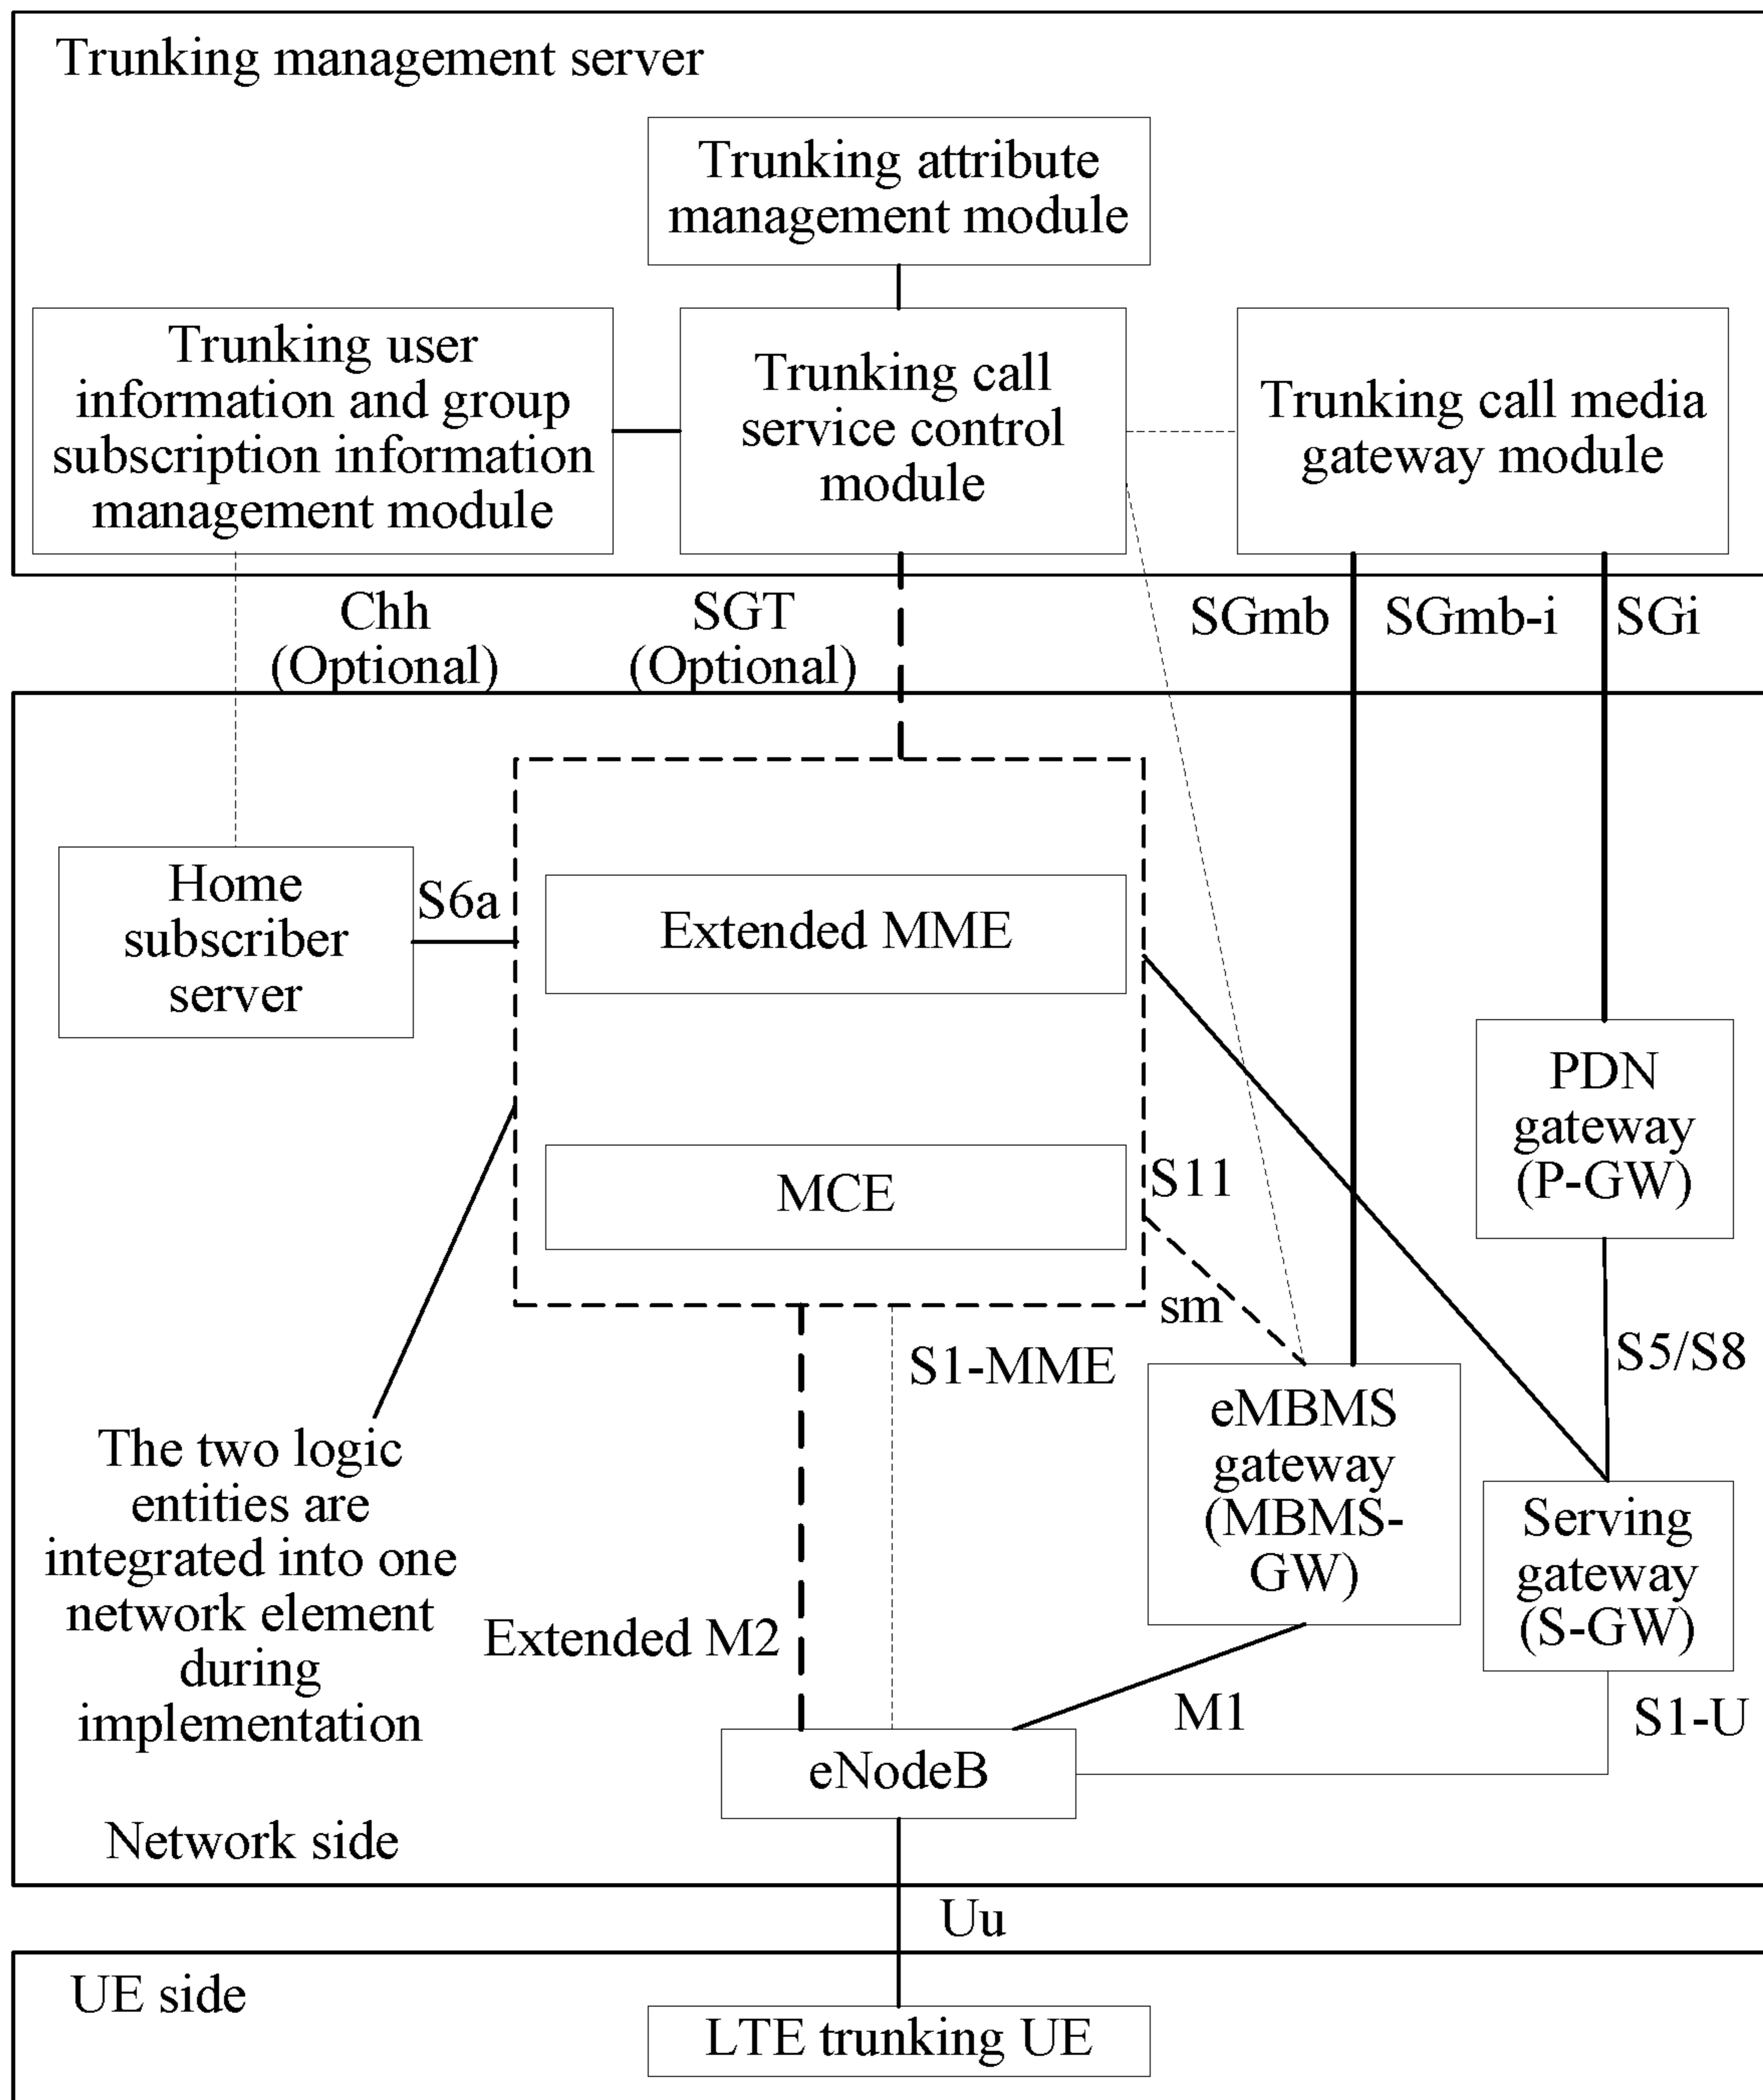 Trunking management server
Trunking attribute
management module
Trunking user
information and group
subscription information
management module
Trunking call
service control
module
Trunking call media
gateway module
Chh
(Optional)
SGT
(Optional)
SGmb
SGmb-i
SGi
Home
subscriber
server
S6a
Extended MME
MCE
S11
sm
PDN
gateway
(P-GW)
S1-MME
S5/S8
eMBMS
gateway
(MBMS-
GW)
The two logic
entities are
integrated into one
network element
during
implementation
Serving
gateway
(S-GW)
Extended M2
M1
S1-U
eNodeB
Network side
Uu
UE side
LTE trunking UE